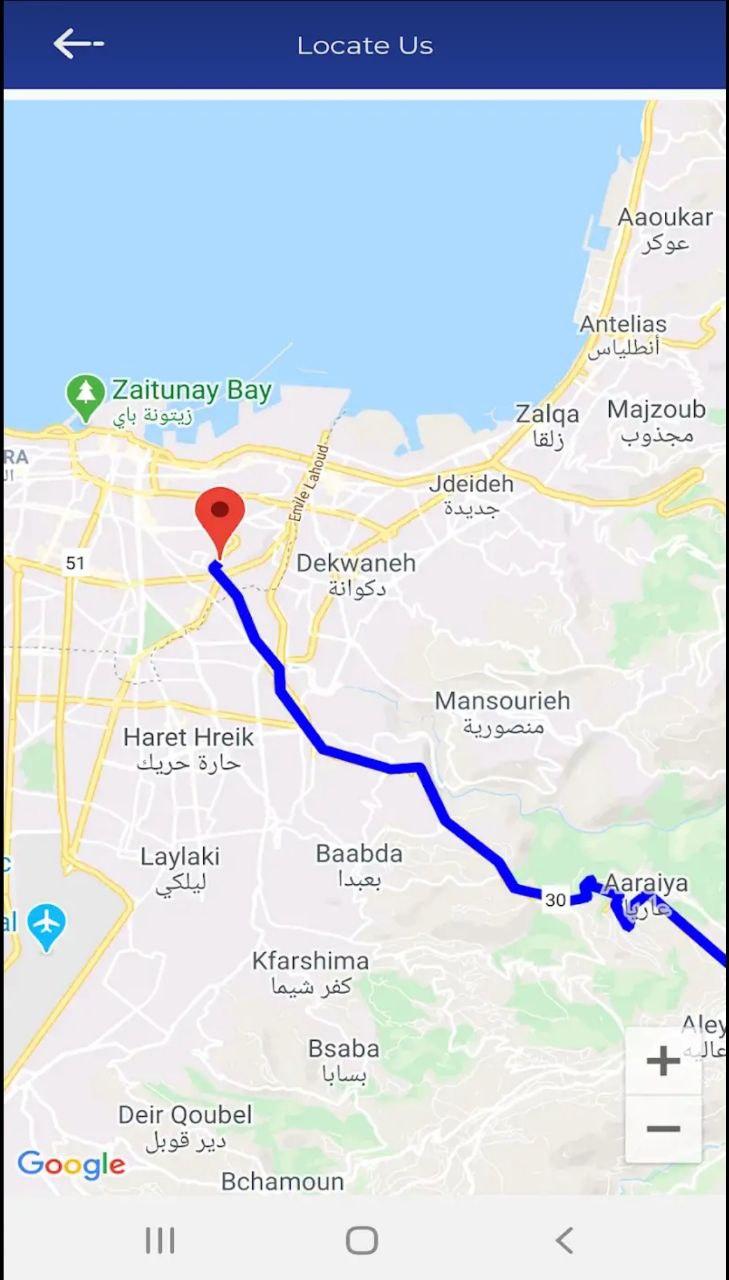 Locate Us
Aaoukar
عوكر
Antelias
أنطلياس
Zaitunay Bay
زيتونة باي
Zalqa
زلقا
Majzoub
مجذوب
RA
Jdeideh
جديدة
Emile Lahoud
51
Dekwaneh
دكوانة
Mansourieh
منصورية
Haret Hreik
حارة حريك
Laylaki
ليلكي
Baabda
بعبدا
30
Aaraiya
عاريا
al
Kfarshima
كفر شيما
Aley
عاليه
Bsaba
بسابا
+
−
Deir Qoubel
دير قوبل
Google
Bchamoun